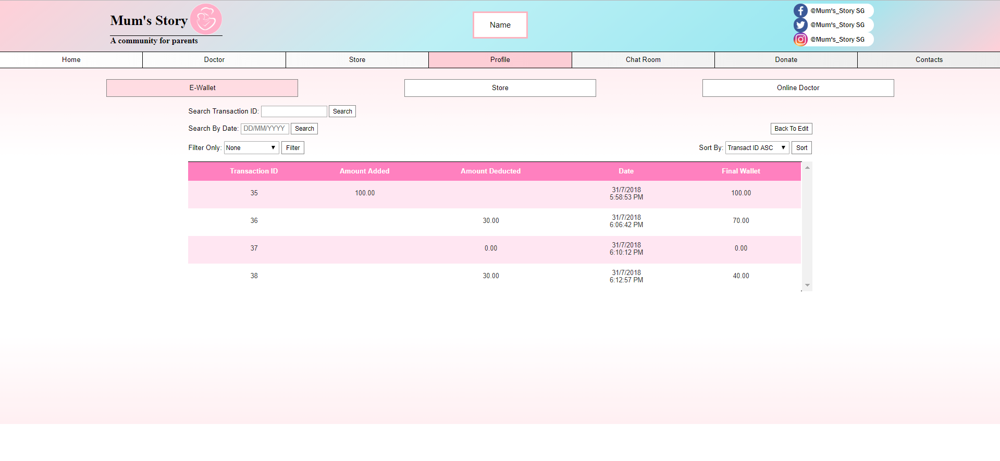 Mum's Story
A community for parents
Name
@Mum's_Story SG
@Mum's_Story SG
@Mum's_Story SG
Home Doctor Store Profile Chat Room Donate Contacts
E-Wallet Store Online Doctor
Search Transaction ID: Search
Search By Date: DD/MM/YYYY Search Back To Edit
Filter Only: None Filter Sort By: Transact ID ASC Sort
Transaction ID Amount Added Amount Deducted Date Final Wallet
35 100.00 31/7/2018 5:58:53 PM 100.00
36 30.00 31/7/2018 6:06:42 PM 70.00
37 0.00 31/7/2018 6:10:12 PM 0.00
38 30.00 31/7/2018 6:12:57 PM 40.00